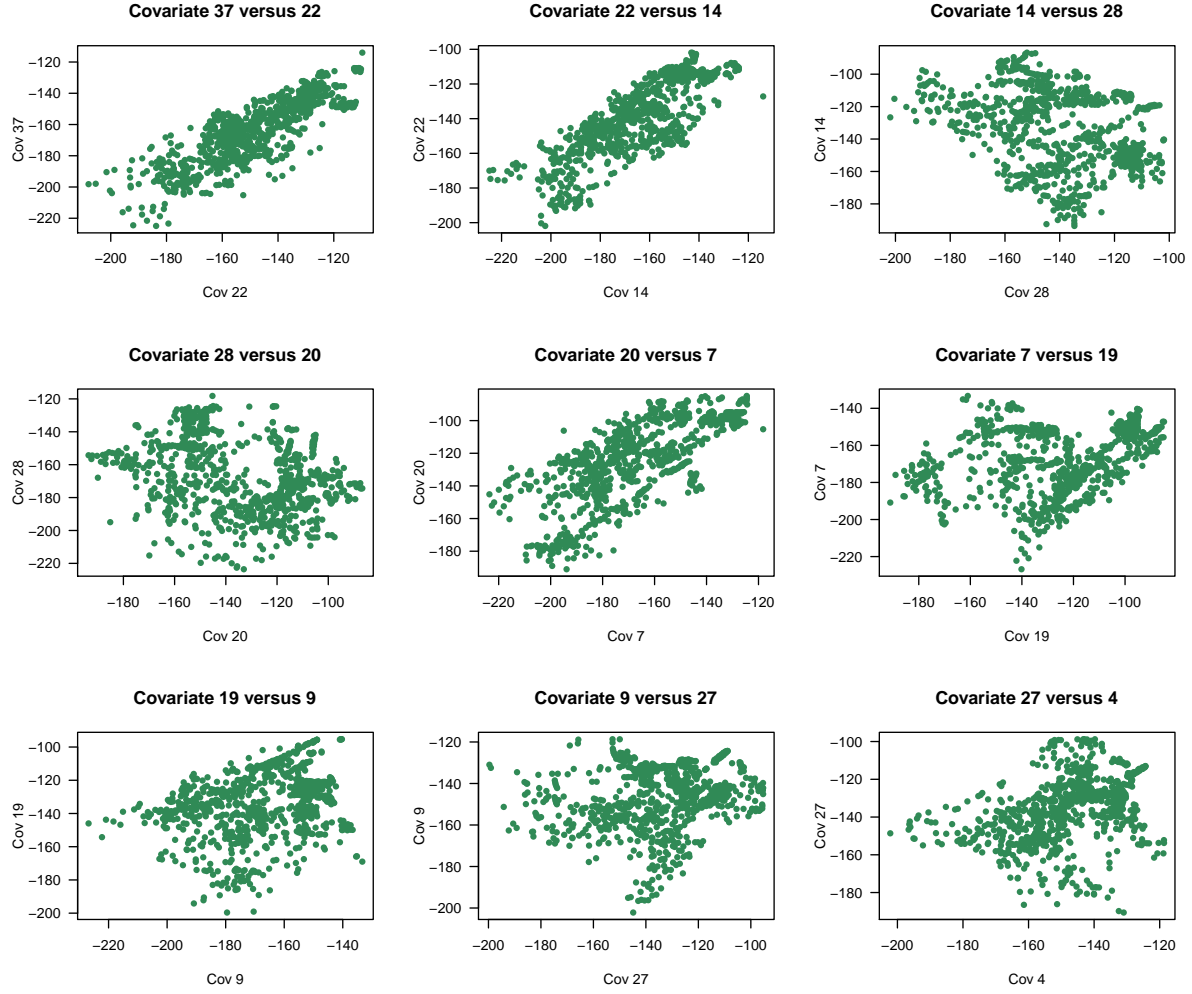 Covariate 37 versus 22
Covariate 22 versus 14
Covariate 14 versus 28
Cov 37
−120
−140
−160
−180
−200
−220
−200 −180 −160 −140 −120
Cov 22
Cov 22
−100
−120
−140
−160
−180
−200
−220 −200 −180 −160 −140 −120
Cov 14
Cov 14
−100
−120
−140
−160
−180
−200 −180 −160 −140 −120 −100
Cov 28
Covariate 28 versus 20
Covariate 20 versus 7
Covariate 7 versus 19
Cov 28
−120
−140
−160
−180
−200
−220
−180 −160 −140 −120 −100
Cov 20
Cov 20
−100
−120
−140
−160
−180
−220 −200 −180 −160 −140 −120
Cov 7
Cov 7
−140
−160
−180
−200
−220
−180 −160 −140 −120 −100
Cov 19
Covariate 19 versus 9
Covariate 9 versus 27
Covariate 27 versus 4
Cov 19
−100
−120
−140
−160
−180
−200
−220 −200 −180 −160 −140
Cov 9
Cov 9
−120
−140
−160
−180
−200
−200 −180 −160 −140 −120 −100
Cov 27
Cov 27
−100
−120
−140
−160
−180
−200 −180 −160 −140 −120
Cov 4